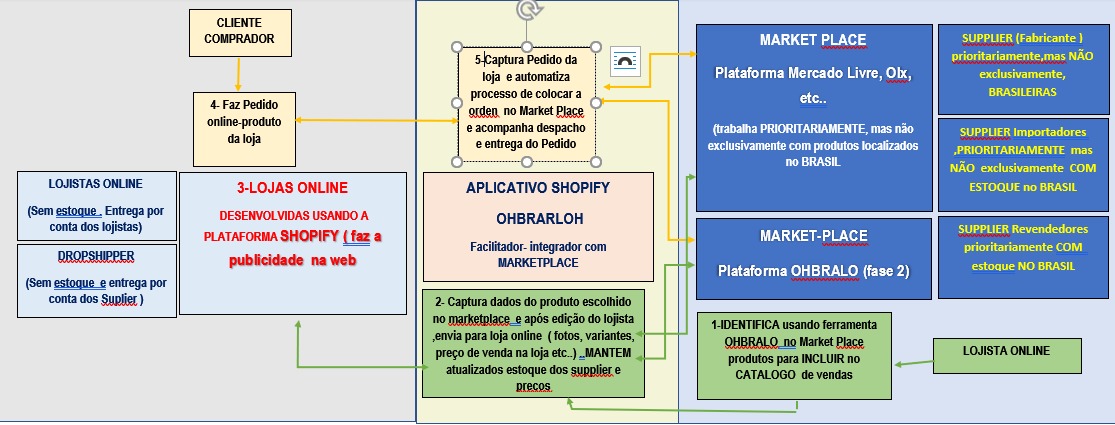 CLIENTE
COMPRADOR
4- Faz Pedido
online-produto
da loja
LOJISTAS ONLINE
(Sem estoque . Entrega por
conta dos lojistas)
DROPSHIPPER
(Sem estoque e entrega por
conta dos Suplier )
3-LOJAS ONLINE
DESENVOLVIDAS USANDO A
PLATAFORMA SHOPIFY ( faz a
publicidade na web
5-Captura Pedido da
loja e automatiza
processo de colocar a
orden no Market Place
e acompanha despacho
e entrega do Pedido
APLICATIVO SHOPIFY
OHBRARLOH
Facilitador- integrador com
MARKETPLACE
2- Captura dados do produto escolhido
no marketplace e após edição do lojista
,envia para loja online ( fotos, variantes,
preço de venda na loja etc..) ..MANTEM
atualizados estoque dos supplier e
preços
MARKET PLACE
Plataforma Mercado Livre, Olx,
etc..
(trabalha PRIORITARIAMENTE, mas não
exclusivamente com produtos localizados
no BRASIL
MARKET-PLACE
Plataforma OHBRALO (fase 2)
1-IDENTIFICA usando ferramenta
OHBRALO no Market Place
produtos para INCLUIR no
CATALOGO de vendas
SUPPLIER (Fabricante )
prioritariamente,mas NÃO
exclusivamente,
BRASILEIRAS
SUPPLIER Importadores
,PRIORITARIAMENTE mas
NÃO exclusivamente COM
ESTOQUE no BRASIL
SUPPLIER Revendedores
prioritariamente COM
estoque NO BRASIL
LOJISTA ONLINE